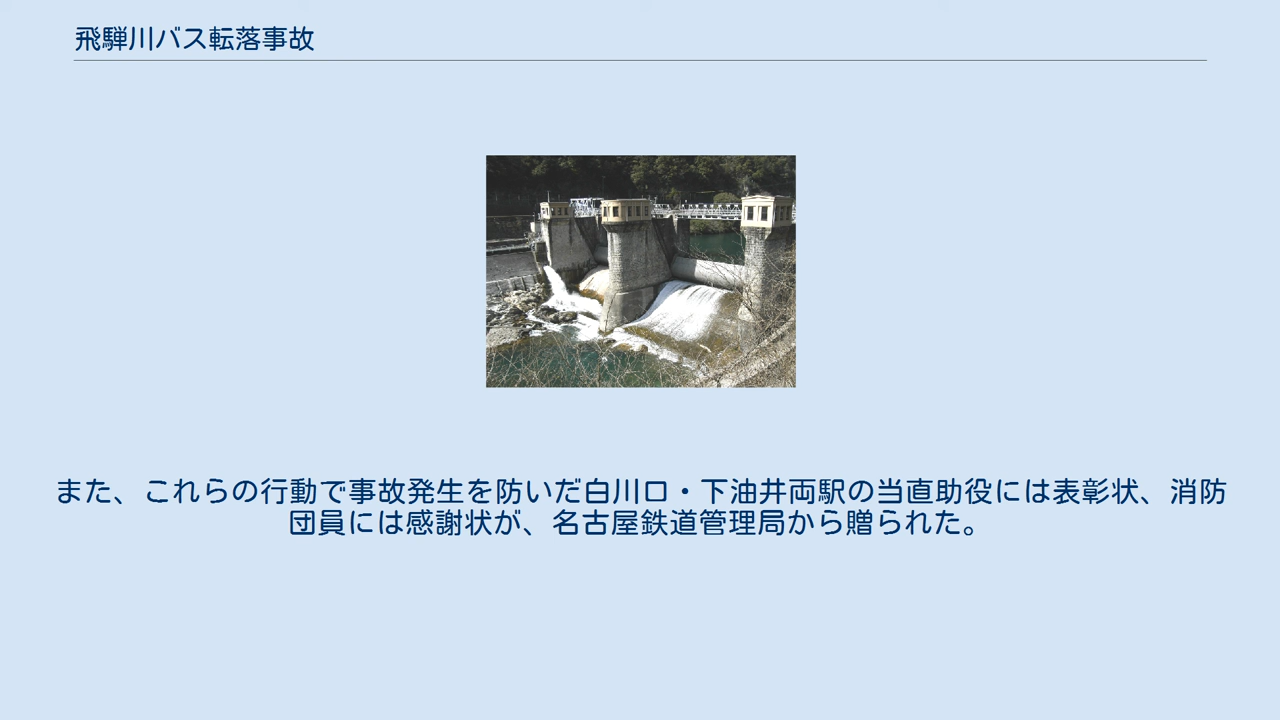 飛騨川バス転落事故
また、これらの行動で事故発生を防いだ白川口・下油井両駅の当直助役には表彰状、消防
団員には感謝状が、名古屋鉄道管理局から贈られた。